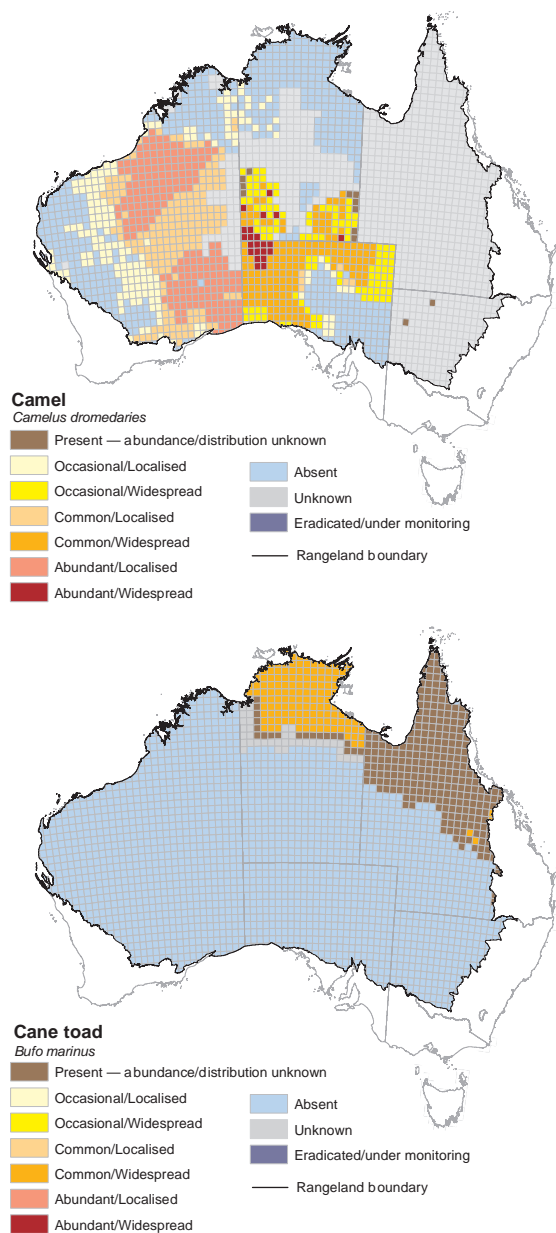 Camel
Camelus dromedaries
Present — abundance/distribution unknown
Occasional/Localised
Occasional/Widespread
Common/Localised
Common/Widespread
Abundant/Localised
Abundant/Widespread
Absent
Unknown
Eradicated/under monitoring
Rangeland boundary
Cane toad
Bufo marinus
Present — abundance/distribution unknown
Occasional/Localised
Occasional/Widespread
Common/Localised
Common/Widespread
Abundant/Localised
Abundant/Widespread
Absent
Unknown
Eradicated/under monitoring
Rangeland boundary